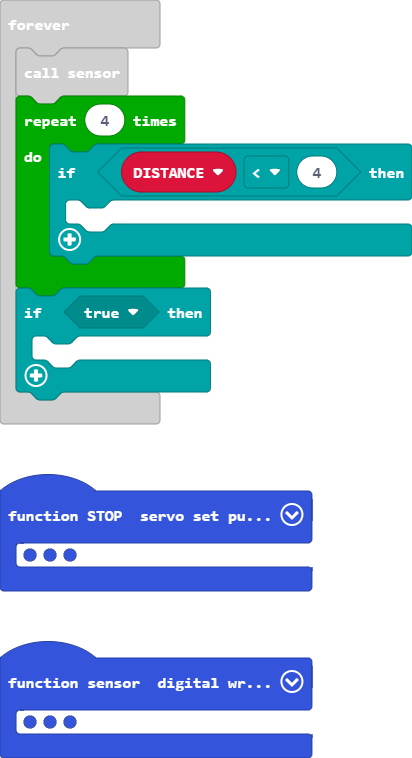 forever
call sensor
repeat 4 times
do
if DISTANCE < 4 then
if true then
function STOP servo set pu...
function sensor digital wr...